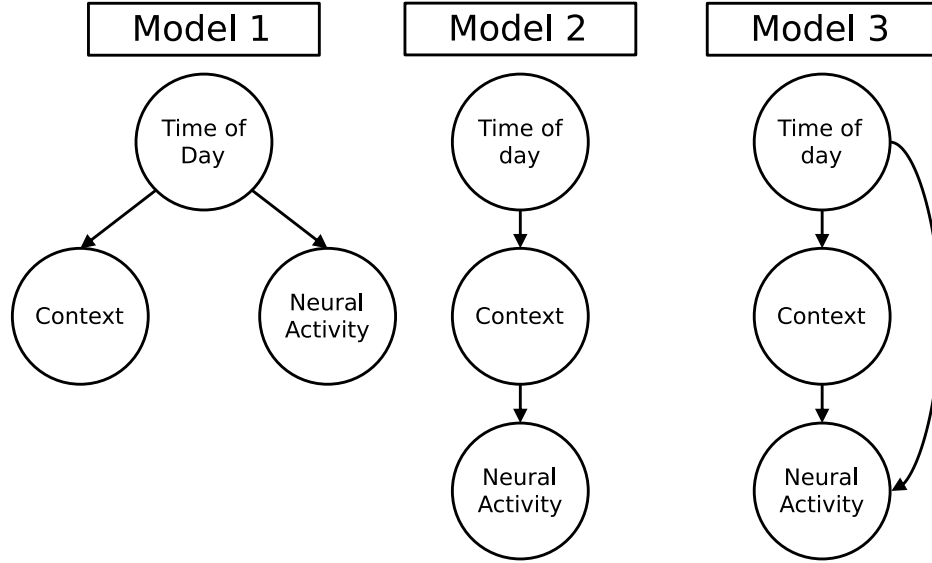 Model 1
Time of
Day
Context
Neural
Activity
Model 2
Time of
day
Context
Neural
Activity
Model 3
Time of
day
Context
Neural
Activity